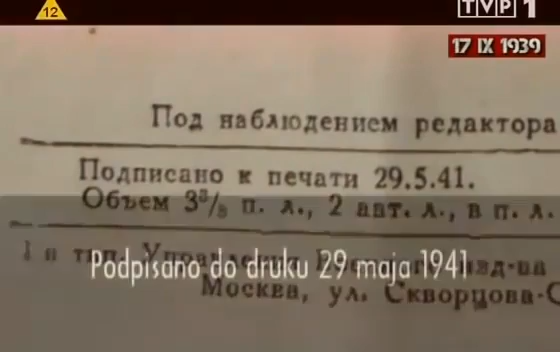 12
TVP 1
17 IX 1939
Под наблюдением редактора
Подписано к печати 29.5.41.
Объем 3³/₈ п. л., 2 авт. л., в п. л.
Podpisano do druku 29 maja 1941
Москва, ул. Скворцова-С